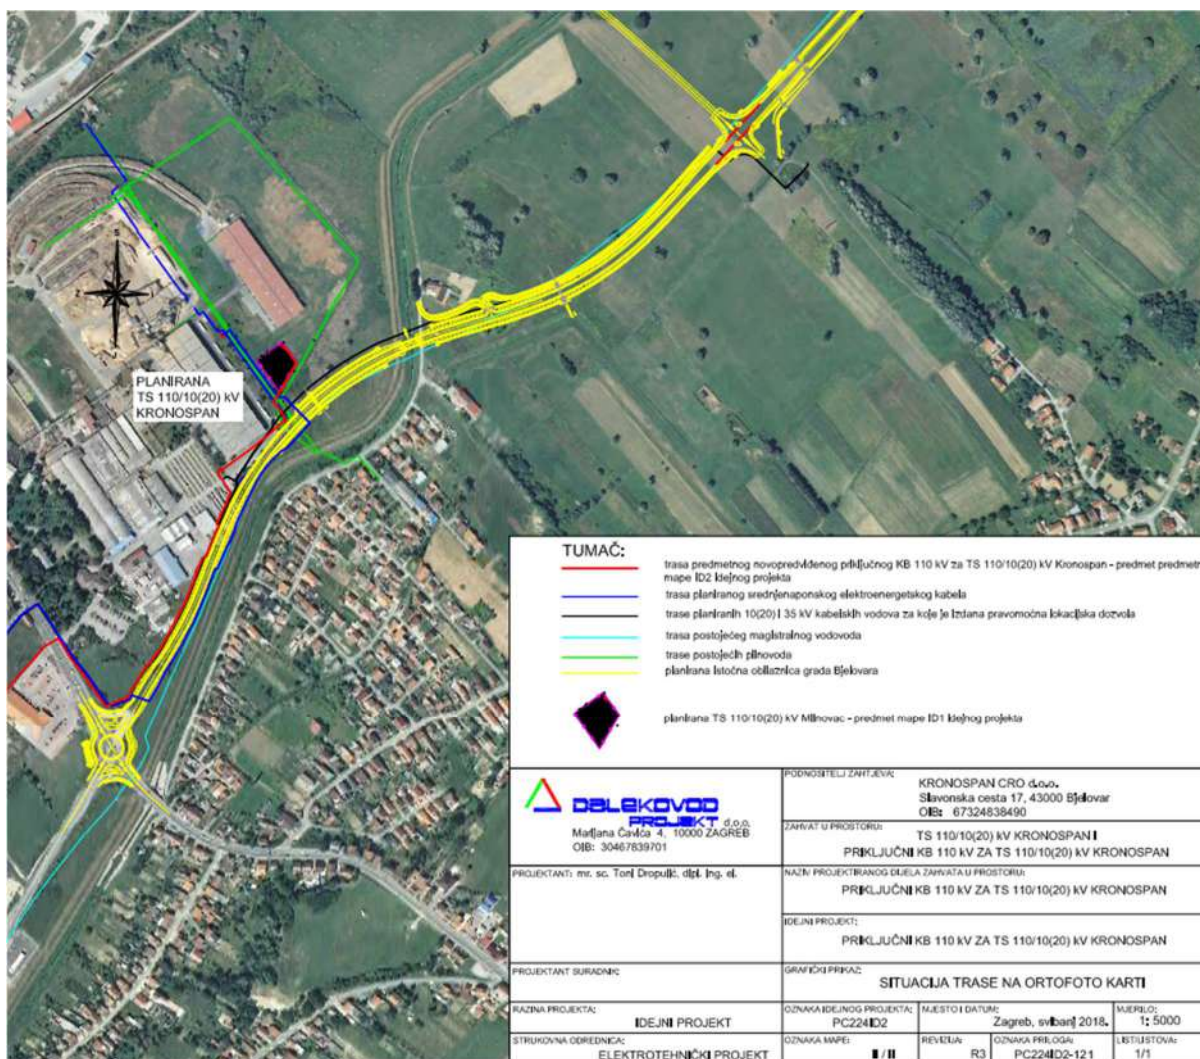 PLANIRANA
TS 110/10(20) kV
KRONOSPAN
TUMAČ:
trasa predmetnog novopredviđenog priključnog KB 110 kV za TS 110/10(20) kV Kronospan - predmet predmetn
mape ID2 Idejnog projekta
trasa planiranog srednjenaponskog elektroenergetskog kabela
trase planiranih 10(20) i 35 kV kabelskih vodova za koje je izdana pravomoćna lokacijska dozvola
trasa postojećeg magistralnog vodovoda
trase postojećih plinovoda
planirana istočna obilaznica grada Bjelovara
planirana TS 110/10(20) kV Mlinovac - predmet mape ID1 Idejnog projekta
DALEKOVOD
PROJEKT d.o.o.
Marijana Čavića 4, 10000 ZAGREB
OIB: 30467839701
PODNOSITELJ ZAHTJEVA:
KRONOSPAN CRO d.o.o.
Slavonska cesta 17, 43000 Bjelovar
OIB: 67324838490
ZAHVAT U PROSTORU:
TS 110/10(20) kV KRONOSPAN I
PRIKLJUČNI KB 110 kV ZA TS 110/10(20) kV KRONOSPAN
PROJEKTANT: mr. sc. Toni Dropulić, dipl. ing. el.
NAZIV PROJEKTIRANOG DIJELA ZAHVATA U PROSTORU:
PRIKLJUČNI KB 110 kV ZA TS 110/10(20) kV KRONOSPAN
IDEJNI PROJEKT:
PRIKLJUČNI KB 110 kV ZA TS 110/10(20) kV KRONOSPAN
PROJEKTANT SURADNIK:
GRAFIČKI PRIKAZ:
SITUACIJA TRASE NA ORTOFOTO KARTI
RAZINA PROJEKTA:
IDEJNI PROJEKT
OZNAKA IDEJNOG PROJEKTA:
PC224ID2
MJESTO I DATUM:
Zagreb, svibanj 2018.
MJERILO:
1: 5000
STRUKOVNA ODREDNICA:
ELEKTROTEHNIČKI PROJEKT
OZNAKA MAPE:
II / II
REVIZIJA:
R3
OZNAKA PRILOGA:
PC224ID2-121
LIST/LISTOVA:
1/1